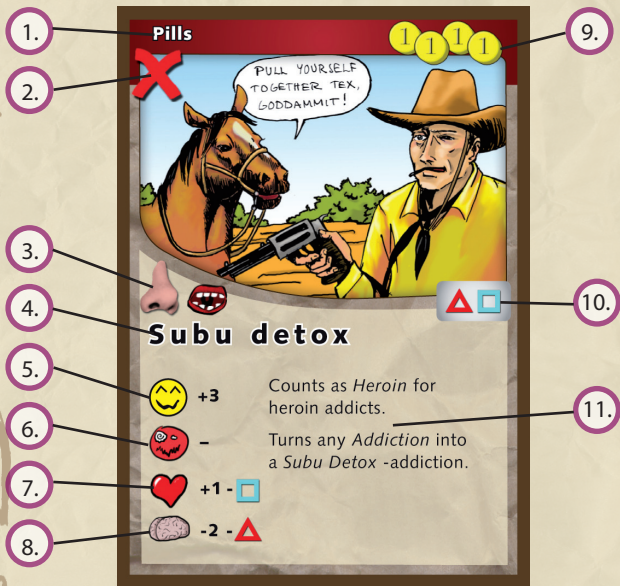 1.
Pills
1 1 1 1
9.
2.
PULL YOURSELF
TOGETHER TEX,
GODDAMMIT!
3.
10.
4.
Subu detox
5.
+3
Counts as Heroin for
heroin addicts.
11.
6.
–
Turns any Addiction into
a Subu Detox -addiction.
7.
+1 -
8.
-2 -